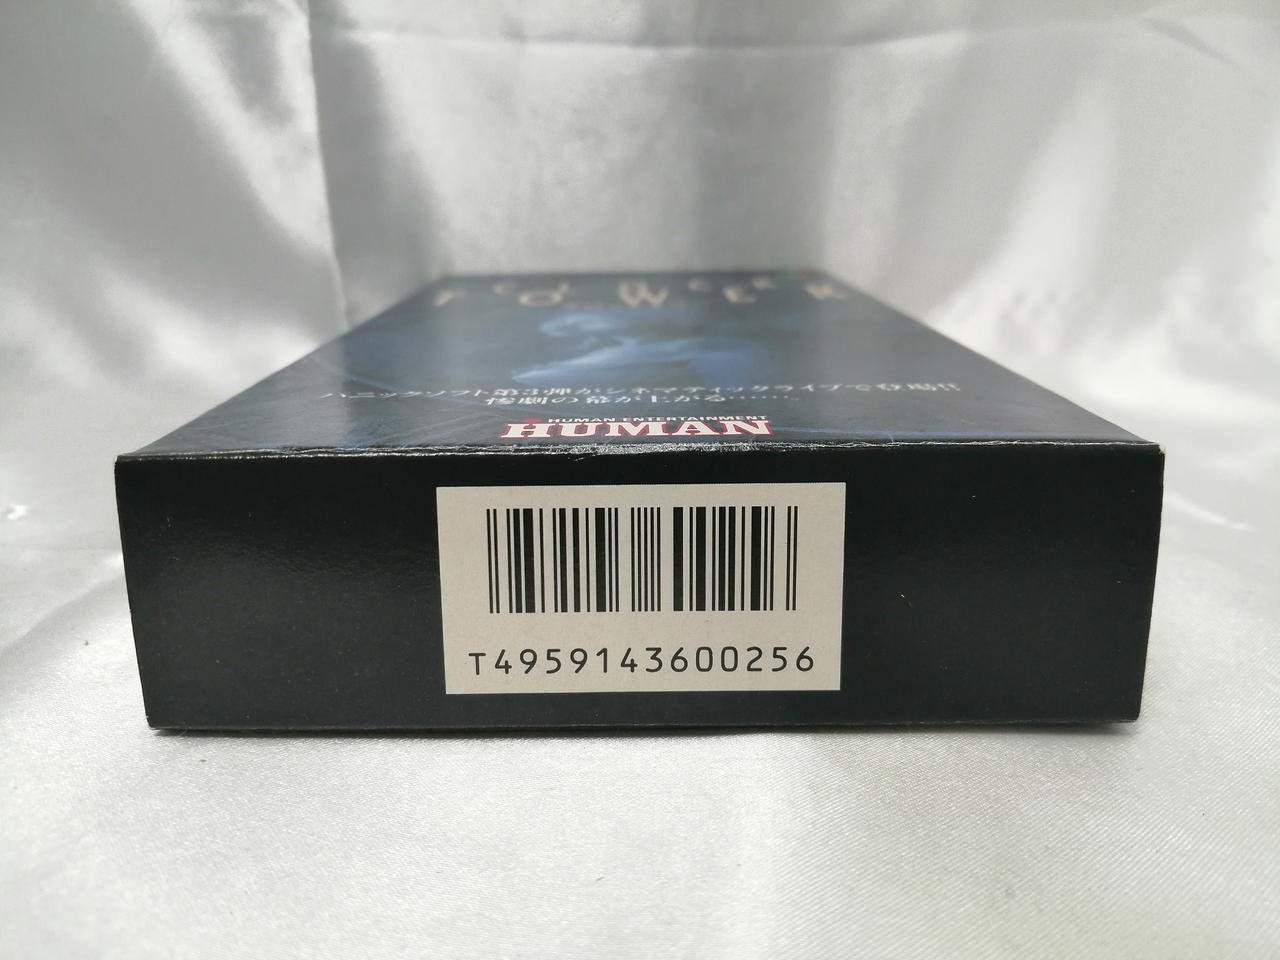 CLOCK
TOWER
パニックソフト第3弾がシネマティックライブで登場!!
惨劇の幕が上がる……。
HUMAN ENTERTAINMENT
HUMAN
T4959143600256